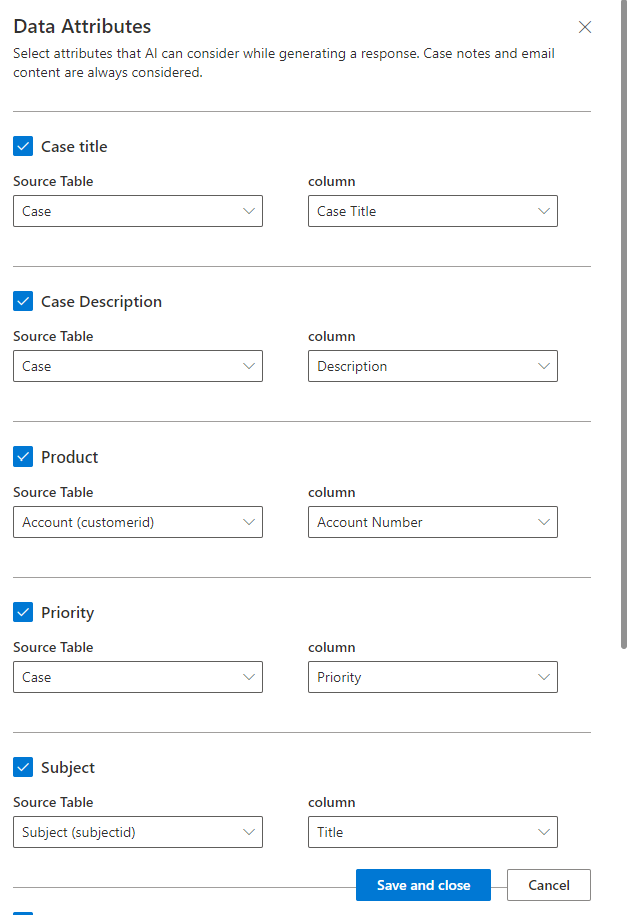 Data Attributes
Select attributes that AI can consider while generating a response. Case notes and email
content are always considered.
Case title
Source Table column
Case Case Title
Case Description
Source Table column
Case Description
Product
Source Table column
Account (customerid) Account Number
Priority
Source Table column
Case Priority
Subject
Source Table column
Subject (subjectid) Title
Save and close Cancel